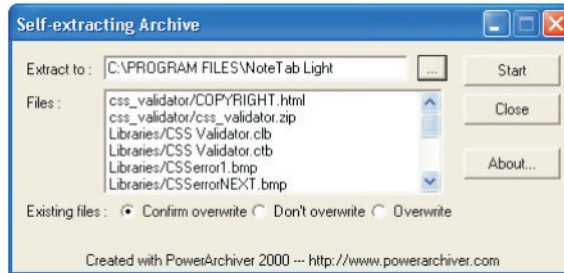 Self-extracting Archive
Extract to : C:\PROGRAM FILES\NoteTab Light ... Start
Files : css_validator/COPYRIGHT.html
css_validator/css_validator.zip
Libraries/CSS Validator.clb
Libraries/CSS Validator.ctb
Libraries/CSSerror1.bmp
Libraries/CSSerrorNEXT.bmp
Close
About...
Existing files : Confirm overwrite Don't overwrite Overwrite
Created with PowerArchiver 2000 --- http://www.powerarchiver.com